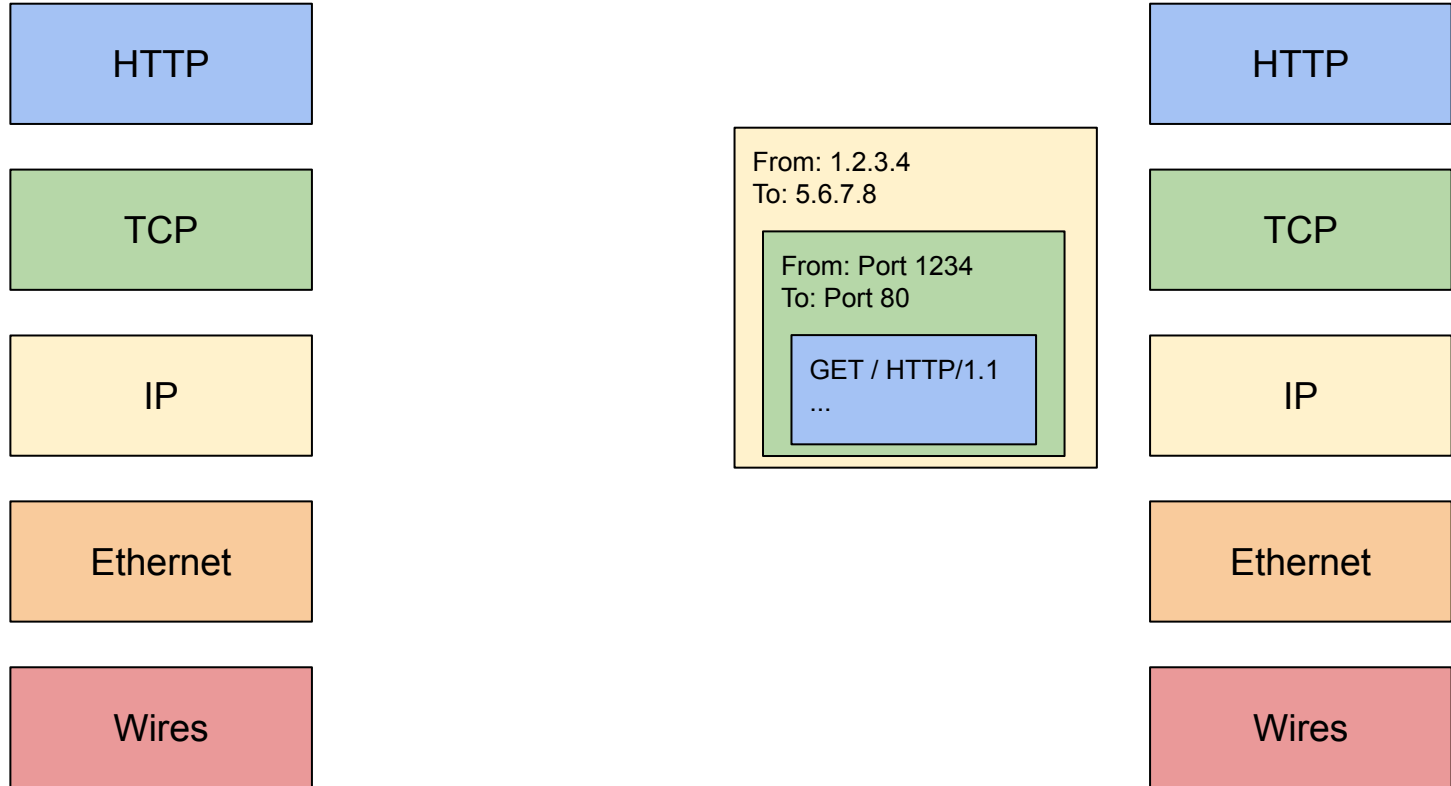 HTTP
TCP
IP
Ethernet
Wires
From: 1.2.3.4
To: 5.6.7.8
From: Port 1234
To: Port 80
GET / HTTP/1.1
...
HTTP
TCP
IP
Ethernet
Wires